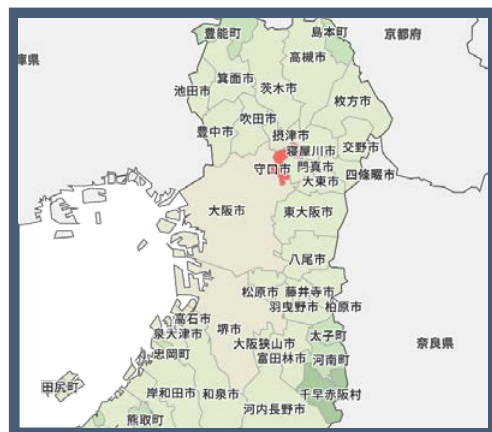 豊能町
島本町
京都府
庫県
高槻市
箕面市
池田市
茨木市
枚方市
吹田市
豊中市
摂津市
交野市
寝屋川市
守口市
門真市
四條畷市
大東市
大阪市
東大阪市
八尾市
松原市
藤井寺市
羽曳野市
柏原市
高石市
堺市
太子町
泉大津市
大阪狭山市
奈良県
忠岡町
富田林市
河南町
田尻町
岸和田市
和泉市
千早赤阪村
河内長野市
熊取町